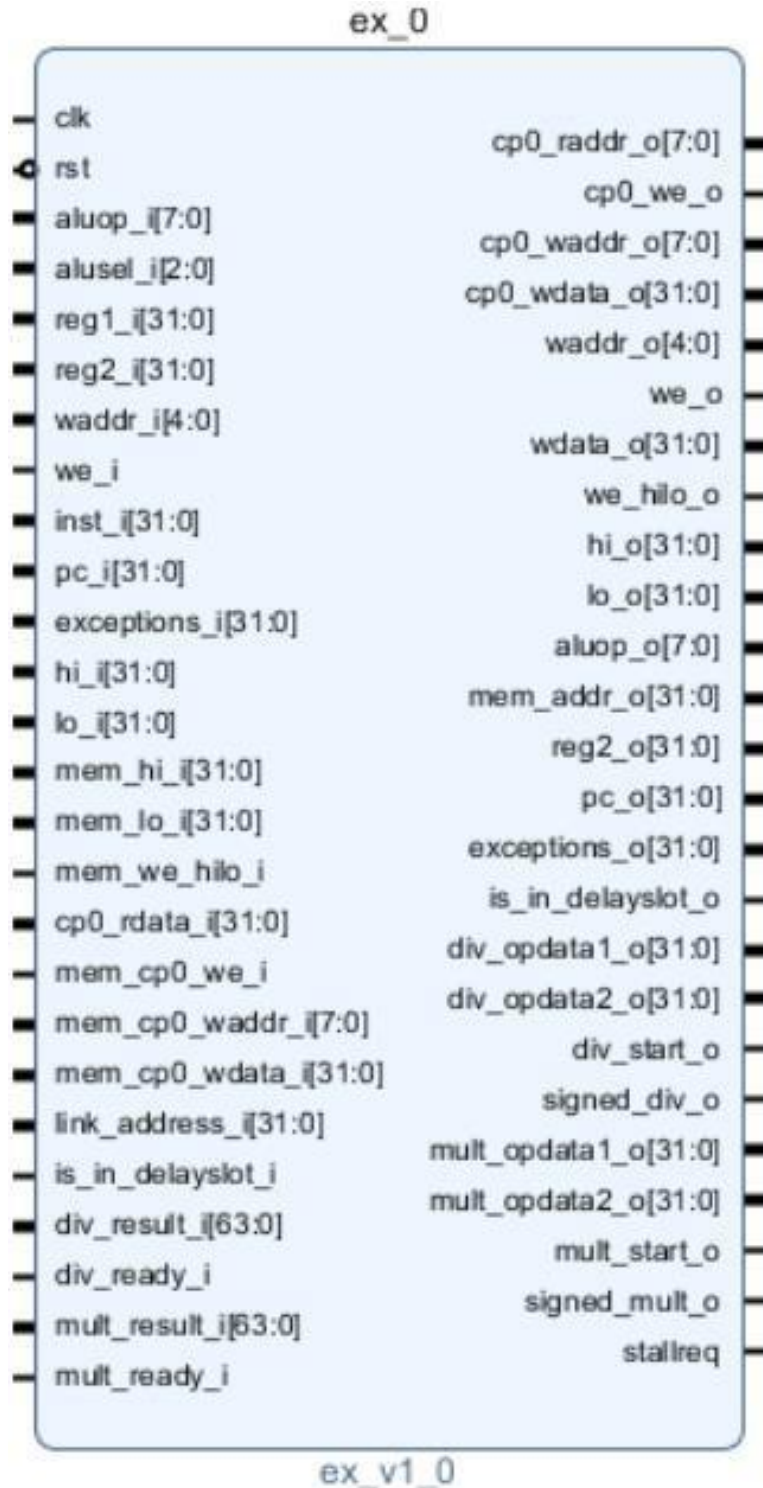 ex_0
clk
rst
aluop_i[7:0]
alusel_i[2:0]
reg1_i[31:0]
reg2_i[31:0]
waddr_i[4:0]
we_i
inst_i[31:0]
pc_i[31:0]
exceptions_i[31:0]
hi_i[31:0]
lo_i[31:0]
mem_hi_i[31:0]
mem_lo_i[31:0]
mem_we_hilo_i
cp0_rdata_i[31:0]
mem_cp0_we_i
mem_cp0_waddr_i[7:0]
mem_cp0_wdata_i[31:0]
link_address_i[31:0]
is_in_delayslot_i
div_result_i[63:0]
div_ready_i
mult_result_i[63:0]
mult_ready_i
cp0_raddr_o[7:0]
cp0_we_o
cp0_waddr_o[7:0]
cp0_wdata_o[31:0]
waddr_o[4:0]
we_o
wdata_o[31:0]
we_hilo_o
hi_o[31:0]
lo_o[31:0]
aluop_o[7:0]
mem_addr_o[31:0]
reg2_o[31:0]
pc_o[31:0]
exceptions_o[31:0]
is_in_delayslot_o
div_opdata1_o[31:0]
div_opdata2_o[31:0]
div_start_o
signed_div_o
mult_opdata1_o[31:0]
mult_opdata2_o[31:0]
mult_start_o
signed_mult_o
stallreq
ex_v1_0